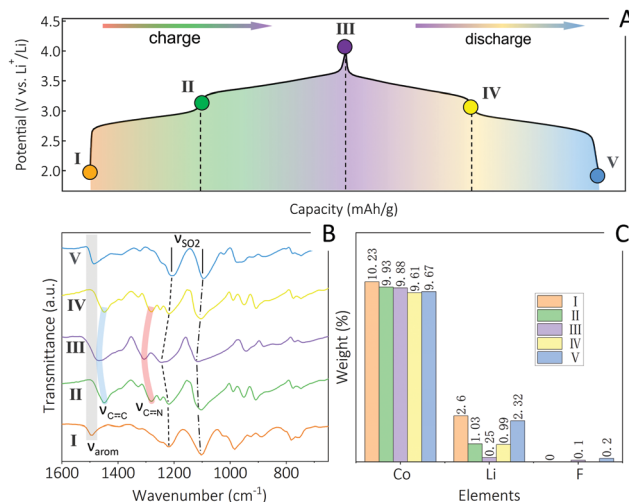 A
charge
discharge
Potential (V vs. Li⁺/Li)
4.5
4.0
3.5
3.0
2.5
2.0
I
II
III
IV
V
Capacity (mAh/g)
B
νSO2
V
IV
III
II
I
νC=C
νC=N
νarom
Transmittance (a.u.)
1600 1400 1200 1000 800
Wavenumber (cm⁻¹)
C
Weight (%)
10.23
9.93
9.88
9.61
9.67
2.6
1.03
0.25
0.99
2.32
0
0.1
0.2
I
II
III
IV
V
Co Li F
Elements